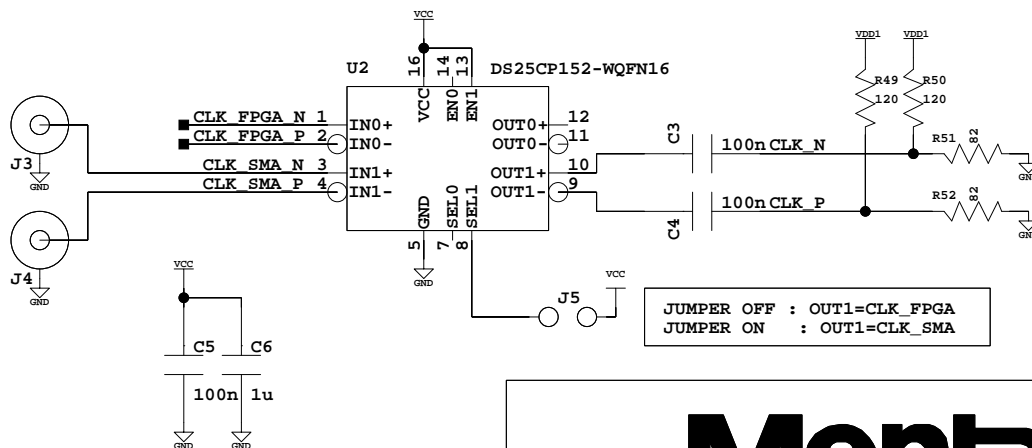 VCC
VDD1 VDD1
U2 16 14 13 DS25CP152-WQFN16
VCC EN0 EN1
R49 120
R50 120
J3 GND
CLK_FPGA_N 1 IN0+
CLK_FPGA_P 2 IN0-
CLK_SMA_N 3 IN1+
CLK_SMA_P 4 IN1-
OUT0+ 12
OUT0- 11
OUT1+ 10
OUT1- 9
C3 100n CLK_N
R51 82
GND
C4 100n CLK_P
R52 82
GND SEL0 SEL1
5 7 8
GND
J4 GND
VCC
C5 C6
100n 1u
GND GND
J5 VCC
JUMPER OFF : OUT1=CLK_FPGA
JUMPER ON : OUT1=CLK_SMA